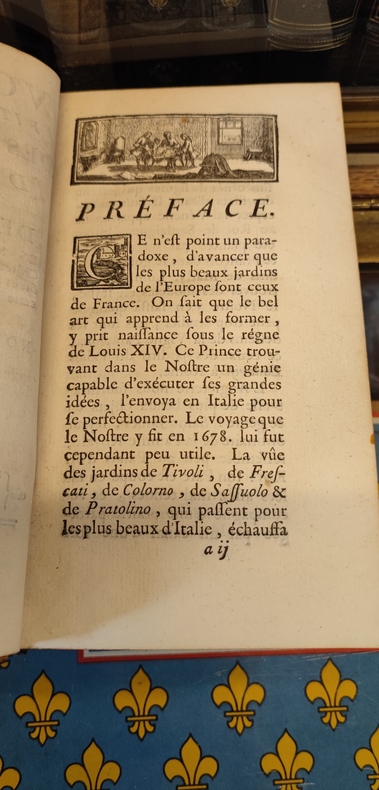 PRÉFACE.
CE n'eſt point un para-
doxe , d'avancer que
les plus beaux jardins
de l'Europe ſont ceux
de France. On ſait que le bel
art qui apprend à les former ,
y prit naiſſance ſous le régne
de Louis XIV. Ce Prince trou-
vant dans le Noſtre un génie
capable d'exécuter ſes grandes
idées , l'envoya en Italie pour
ſe perfectionner. Le voyage que
le Noſtre y fit en 1678. lui fut
cependant peu utile. La vûe
des jardins de Tivoli , de Freſ-
cati , de Colorno , de Saſſuolo &
de Pratolino , qui paſſent pour
les plus beaux d'Italie , échauffa
a ij